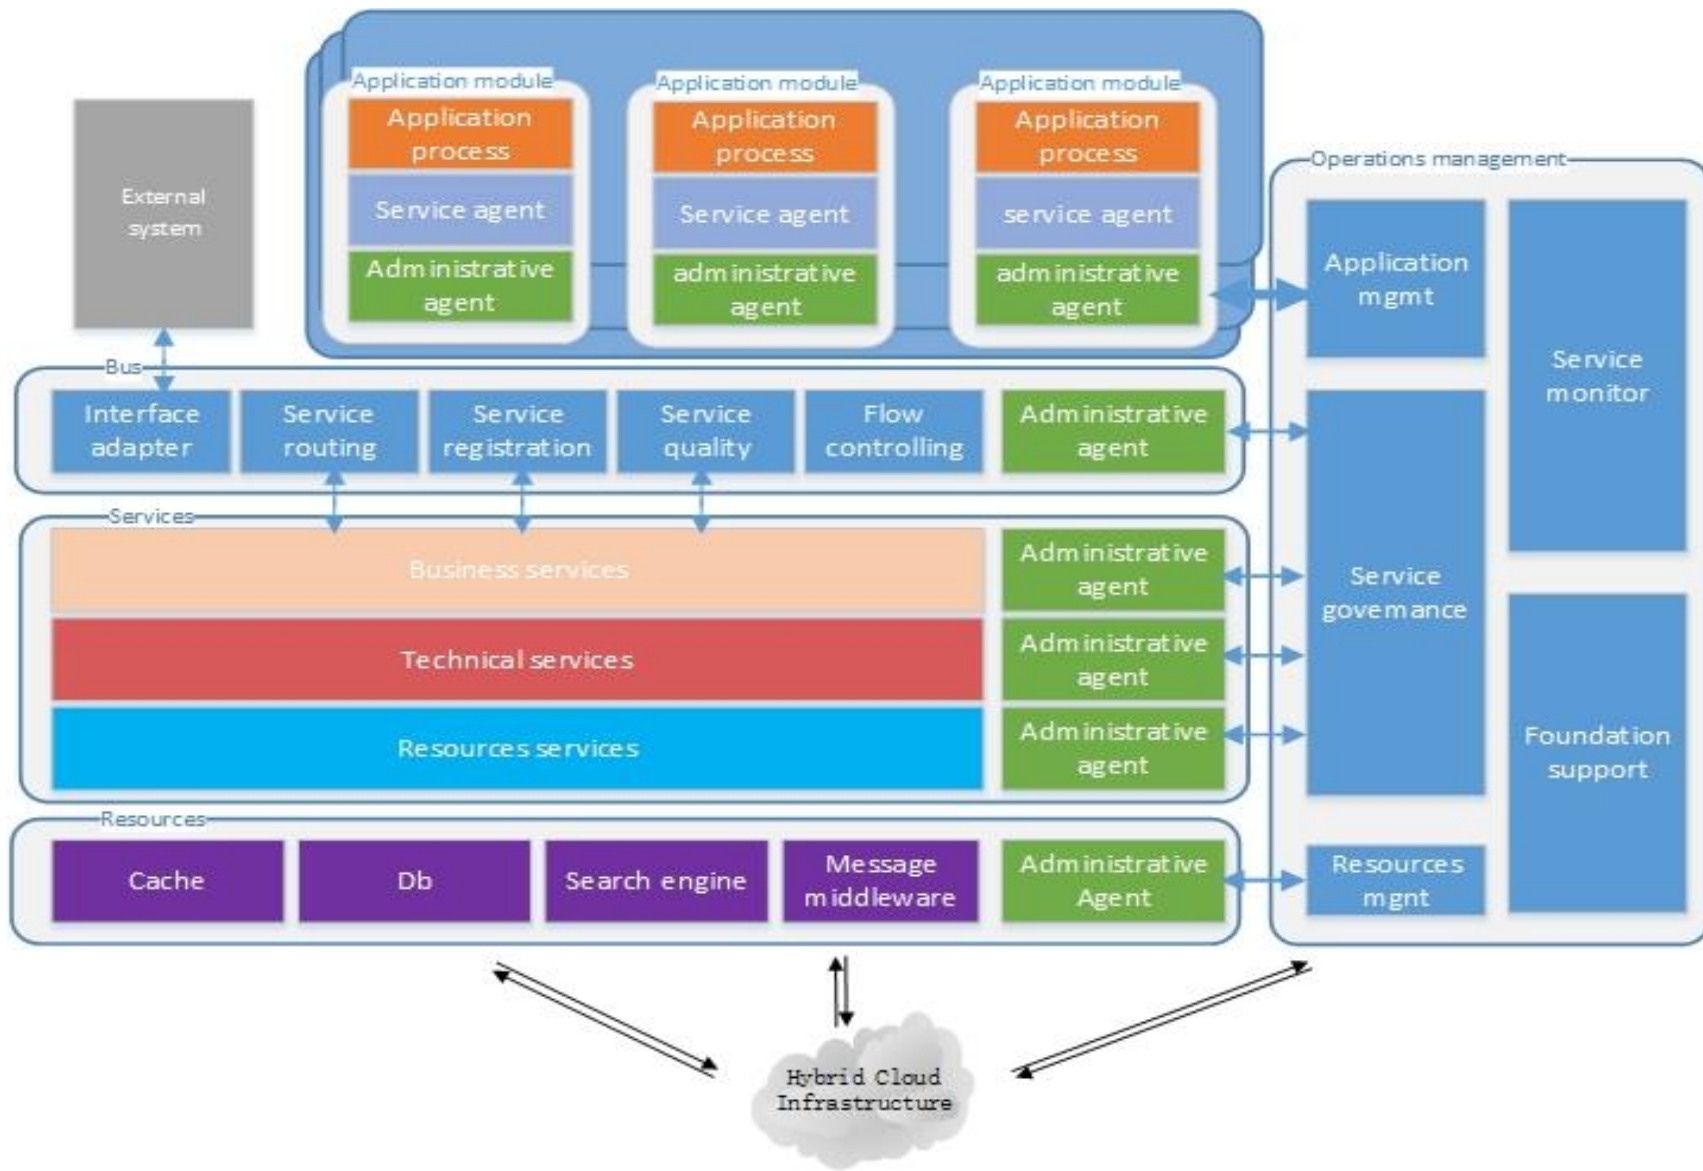 Application module
Application
process
Service agent
Administrative
agent
Application module
Application
process
Service agent
administrative
agent
Application module
Application
process
service agent
administrative
agent
External
system
Operations management
Application
mgmt
Service
monitor
Service
governance
Foundation
support
Resources
mgnt
Bus
Interface
adapter
Service
routing
Service
registration
Service
quality
Flow
controlling
Administrative
agent
Services
Business services
Administrative
agent
Technical services
Administrative
agent
Resources services
Administrative
agent
Resources
Cache
Db
Search engine
Message
middleware
Administrative
Agent
Hybrid Cloud
Infrastructure